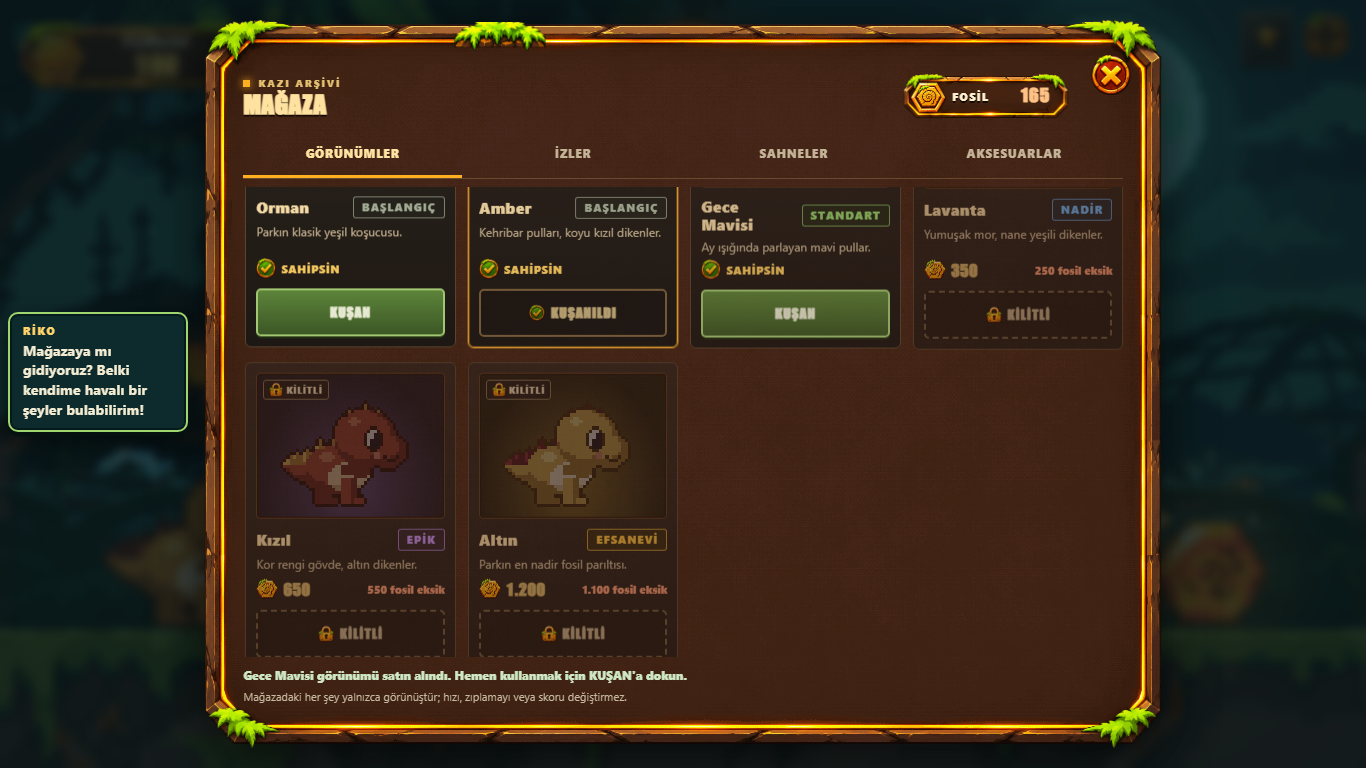 KAZI ARŞİVİ
MAĞAZA
FOSİL 165
GÖRÜNÜMLER
İZLER
SAHNELER
AKSESUARLAR
Orman
BAŞLANGIÇ
Parkın klasik yeşil koşucusu.
SAHİPSİN
KUŞAN
Amber
BAŞLANGIÇ
Kehribar pulları, koyu kızıl dikenler.
SAHİPSİN
KUŞANILDI
Gece
Mavisi
STANDART
Ay ışığında parlayan mavi pullar.
SAHİPSİN
KUŞAN
Lavanta
NADİR
Yumuşak mor, nane yeşili dikenler.
350
250 fosil eksik
KİLİTLİ
RİKO
Mağazaya mı
gidiyoruz? Belki
kendime havalı bir
şeyler bulabilirim!
KİLİTLİ
Kızıl
EPİK
Kor rengi gövde, altın dikenler.
650
550 fosil eksik
KİLİTLİ
KİLİTLİ
Altın
EFSANEVİ
Parkın en nadir fosil parıltısı.
1.200
1.100 fosil eksik
KİLİTLİ
Gece Mavisi görünümü satın alındı. Hemen kullanmak için KUŞAN'a dokun.
Mağazadaki her şey yalnızca görünüştür; hızı, zıplamayı veya skoru değiştirmez.